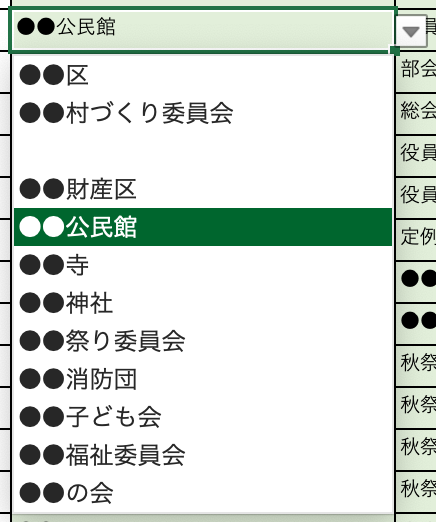 ●●公民館
●●区
●●村づくり委員会
●●財産区
●●公民館
●●寺
●●神社
●●祭り委員会
●●消防団
●●子ども会
●●福祉委員会
●●の会
部会
総会
役員
役員
定例
●●
●●
秋祭
秋祭
秋祭
秋祭